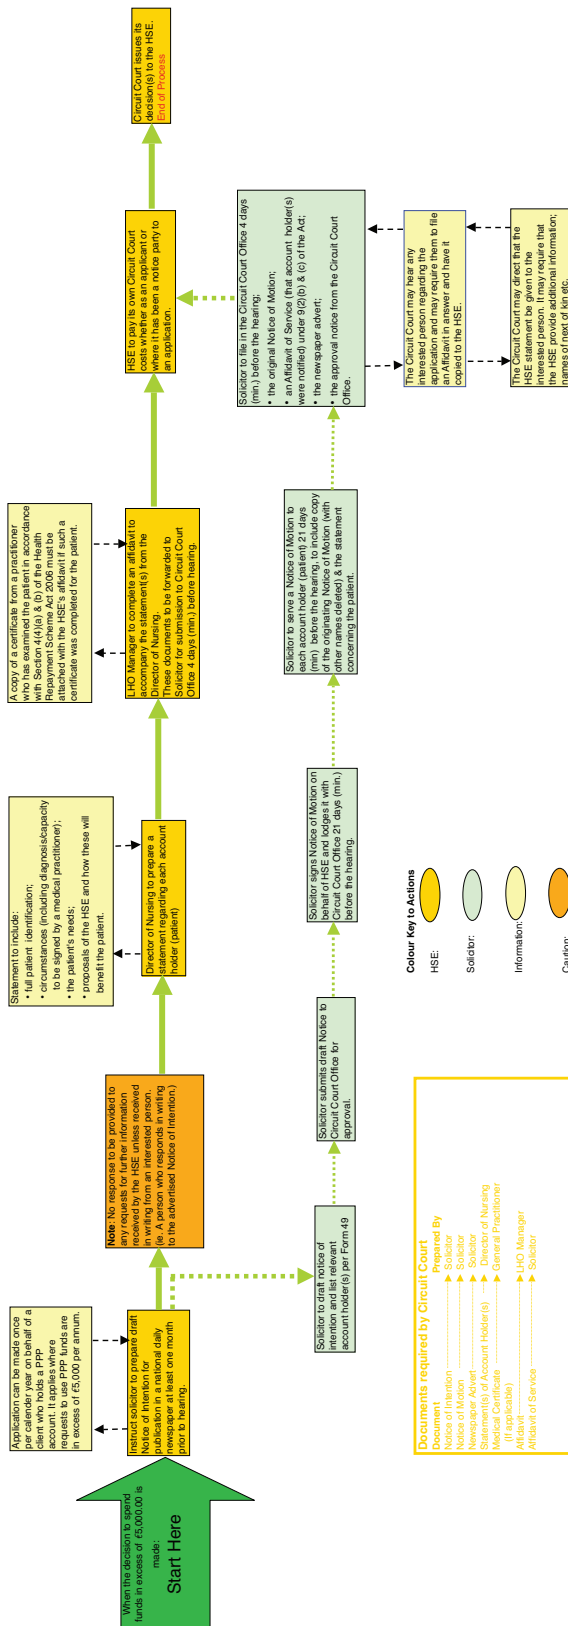 When the decision to spend
funds in excess of €5,000.00 is
made:
Start Here
Application can be made once
per calender year on behalf of a
client who holds a PPP
account. It applies where
requests to use PPP funds are
in excess of €5,000 per annum.
Instruct solicitor to prepare draft
Notice of Intention for
publication in a national daily
newspaper at least one month
prior to hearing.
Note: No response to be provided to
any requests for further information
received by the HSE unless received
in writing from an interested person.
(ie. A person who responds in writing
to the advertised Notice of Intention.)
Statement to include:
• full patient identification;
• circumstances (including diagnosis/capacity
to be signed by a medical practitioner);
• the patient's needs;
• proposals of the HSE and how these will
benefit the patient.
Director of Nursing to prepare a
statement regarding each account
holder (patient)
A copy of a certificate from a practitioner
who has examined the patient in accordance
with Section 4(4)(a) & (b) of the Health
Repayment Scheme Act 2006 must be
attached with the HSE's affidavit if such a
certificate was completed for the patient.
LHO Manager to complete an affidavit to
accompany the statement(s) from the
Director of Nursing.
These documents to be forwarded to
Solicitor for submission to Circuit Court
Office 4 days (min.) before hearing.
HSE to pay its own Circuit Court
costs whether as an applicant or
where it has been a notice party to
an application.
Circuit Court issues its
decision(s) to the HSE.
End of Process
Solicitor to draft notice of
intention and list relevant
account holder(s) per Form 49
Solicitor submits draft Notice to
Circuit Court Office for
approval.
Solicitor signs Notice of Motion on
behalf of HSE and lodges it with
Circuit Court Office 21 days (min.)
before the hearing.
Solicitor to serve a Notice of Motion to
each account holder (patient) 21 days
(min) before the hearing, to include copy
of the originating Notice of Motion (with
other names deleted) & the statement
concerning the patient.
Solicitor to file in the Circuit Court Office 4 days
(min.) before the hearing;
• the original Notice of Motion;
• an Affidavit of Service (that account holder(s)
were notified) under 9(2)(b) & (c) of the Act;
• the newspaper advert;
• the approval notice from the Circuit Court
Office.
The Circuit Court may hear any
interested person regarding the
application and may require them to file
an Affidavit in answer and have it
copied to the HSE.
The Circuit Court may direct that the
HSE statement be given to the
interested person. It may require that
the HSE provide additional information;
names of next of kin etc.
Documents required by Circuit Court
Document Prepared By
Notice of Intention Solicitor
Notice of Motion Solicitor
Newspaper Advert Solicitor
Statement(s) of Account Holder(s) Director of Nursing
Medical Certificate General Practitioner
(If applicable)
Affidavit LHO Manager
Affidavit of Service Solicitor
Colour Key to Actions
HSE:
Solicitor:
Information:
Caution: